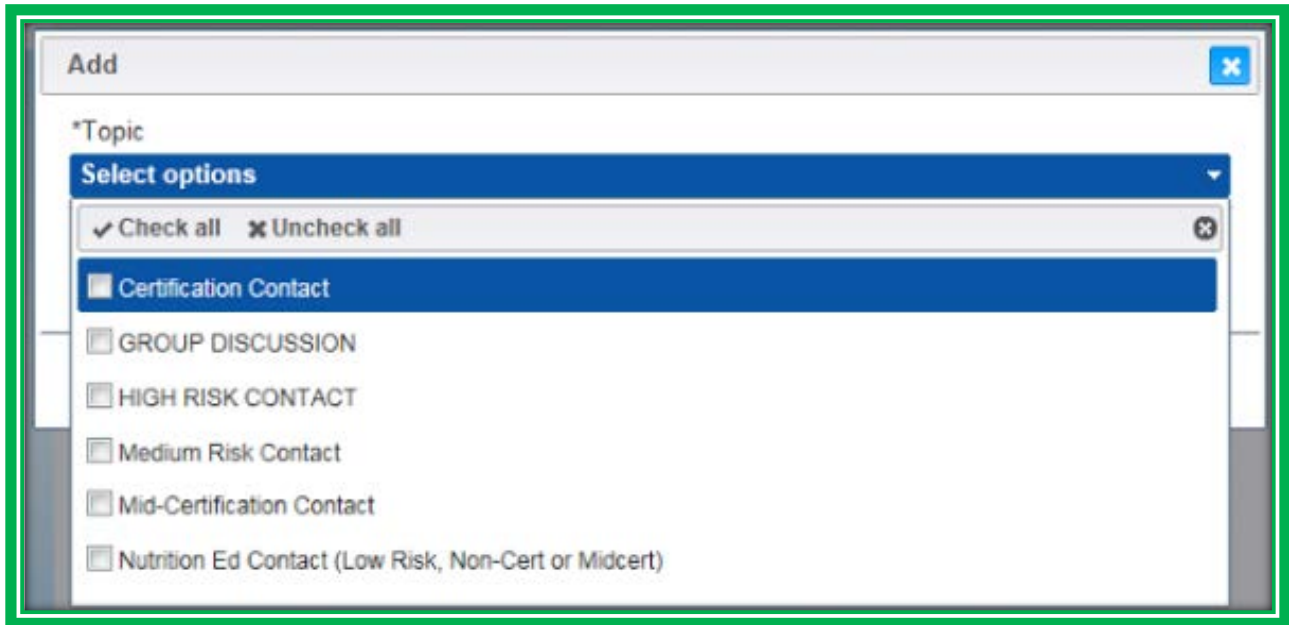 Add
*Topic
Select options
Check all Uncheck all
Certification Contact
GROUP DISCUSSION
HIGH RISK CONTACT
Medium Risk Contact
Mid-Certification Contact
Nutrition Ed Contact (Low Risk, Non-Cert or Midcert)